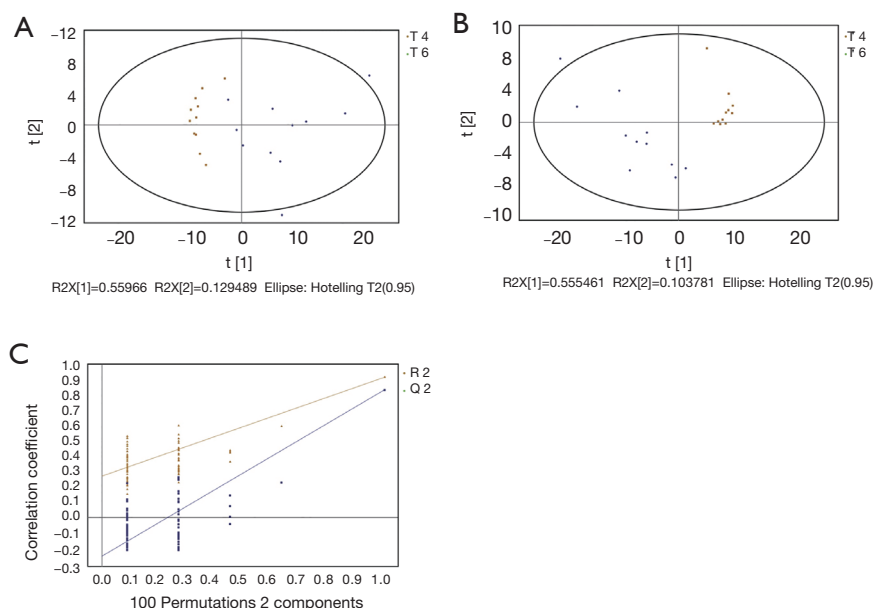 A
−12
8
4
0
−4
−8
−12
t [2]
−20
−10
0
10
20
t [1]
T 4
T 6
R2X[1]=0.55966 R2X[2]=0.129489 Ellipse: Hotelling T2(0.95)
B
10
8
4
0
−4
−8
−10
t [2]
−20
−10
0
10
20
t [1]
T 4
T 6
R2X[1]=0.555461 R2X[2]=0.103781 Ellipse: Hotelling T2(0.95)
C
1.0
0.9
0.8
0.7
0.6
0.5
0.4
0.3
0.2
0.1
0.0
−0.1
−0.2
−0.3
Correlation coefficient
0.0 0.1 0.2 0.3 0.4 0.5 0.6 0.7 0.8 0.9 1.0
100 Permutations 2 components
R 2
Q 2